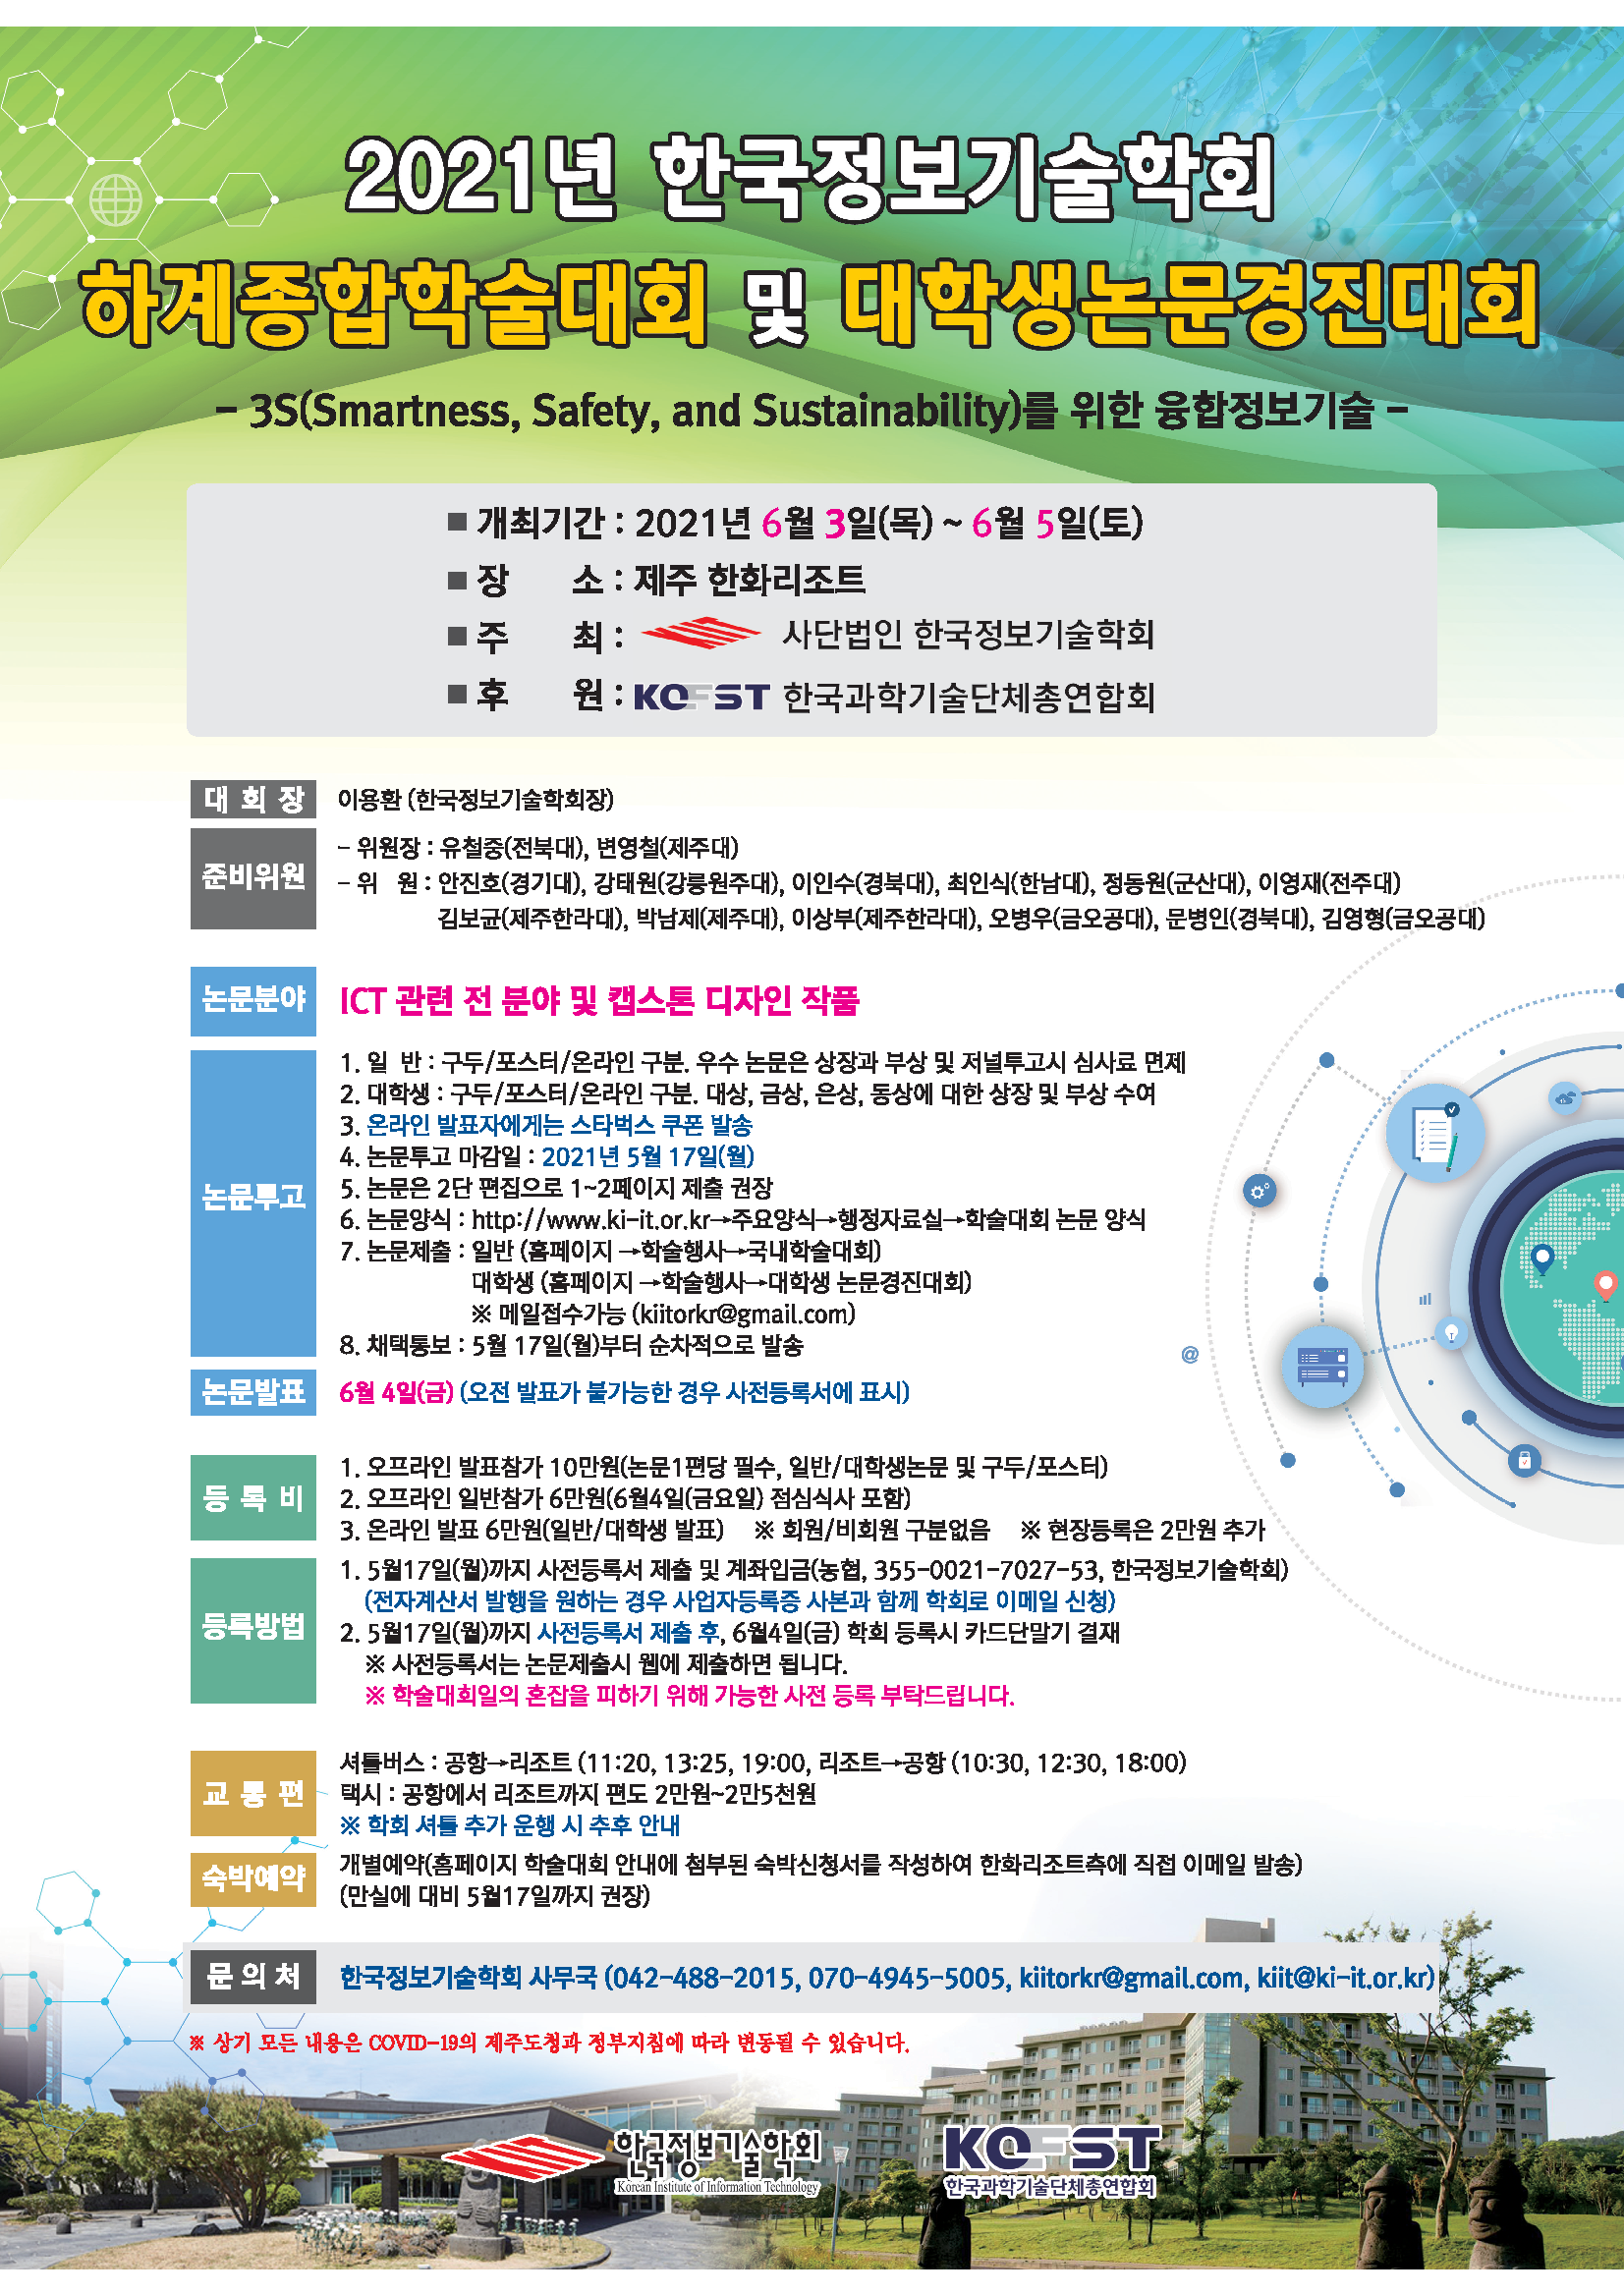 2021년 한국정보기술학회
하계종합학술대회 및 대학생논문경진대회
- 3S(Smartness, Safety, and Sustainability)를 위한 융합정보기술 -
■ 개최기간 : 2021년 6월 3일(목) ~ 6월 5일(토)
■ 장 소 : 제주 한화리조트
■ 주 최 : 사단법인 한국정보기술학회
■ 후 원 : KOFST 한국과학기술단체총연합회
대 회 장 이용환 (한국정보기술학회장)
준비위원
- 위원장 : 유철중(전북대), 변영철(제주대)
- 위 원 : 안진호(경기대), 강태원(강릉원주대), 이인수(경북대), 최인식(한남대), 정동원(군산대), 이영재(전주대)
김보균(제주한라대), 박남제(제주대), 이상부(제주한라대), 오병우(금오공대), 문병인(경북대), 김영형(금오공대)
논문분야 ICT 관련 전 분야 및 캡스톤 디자인 작품
논문투고
1. 일 반 : 구두/포스터/온라인 구분. 우수 논문은 상장과 부상 및 저널투고시 심사료 면제
2. 대학생 : 구두/포스터/온라인 구분. 대상, 금상, 은상, 동상에 대한 상장 및 부상 수여
3. 온라인 발표자에게는 스타벅스 쿠폰 발송
4. 논문투고 마감일 : 2021년 5월 17일(월)
5. 논문은 2단 편집으로 1~2페이지 제출 권장
6. 논문양식 : http://www.ki-it.or.kr→주요양식→행정자료실→학술대회 논문 양식
7. 논문제출 : 일반 (홈페이지 →학술행사→국내학술대회)
대학생 (홈페이지 →학술행사→대학생 논문경진대회)
※ 메일접수가능 (kiitorkr@gmail.com)
8. 채택통보 : 5월 17일(월)부터 순차적으로 발송
논문발표 6월 4일(금) (오전 발표가 불가능한 경우 사전등록서에 표시)
등 록 비
1. 오프라인 발표참가 10만원(논문1편당 필수, 일반/대학생논문 및 구두/포스터)
2. 오프라인 일반참가 6만원(6월4일(금요일) 점심식사 포함)
3. 온라인 발표 6만원(일반/대학생 발표) ※ 회원/비회원 구분없음 ※ 현장등록은 2만원 추가
등록방법
1. 5월17일(월)까지 사전등록서 제출 및 계좌입금(농협, 355-0021-7027-53, 한국정보기술학회)
(전자계산서 발행을 원하는 경우 사업자등록증 사본과 함께 학회로 이메일 신청)
2. 5월17일(월)까지 사전등록서 제출 후, 6월4일(금) 학회 등록시 카드단말기 결재
※ 사전등록서는 논문제출시 웹에 제출하면 됩니다.
※ 학술대회일의 혼잡을 피하기 위해 가능한 사전 등록 부탁드립니다.
교 통 편
셔틀버스 : 공항→리조트 (11:20, 13:25, 19:00, 리조트→공항 (10:30, 12:30, 18:00)
택시 : 공항에서 리조트까지 편도 2만원~2만5천원
※ 학회 셔틀 추가 운행 시 추후 안내
숙박예약
개별예약(홈페이지 학술대회 안내에 첨부된 숙박신청서를 작성하여 한화리조트측에 직접 이메일 발송)
(만실에 대비 5월17일까지 권장)
문 의 처 한국정보기술학회 사무국 (042-488-2015, 070-4945-5005, kiitorkr@gmail.com, kiit@ki-it.or.kr)
※ 상기 모든 내용은 COVID-19의 제주도청과 정부지침에 따라 변동될 수 있습니다.
한국정보기술학회
Korean Institute of Information Technology
KOFST
한국과학기술단체총연합회